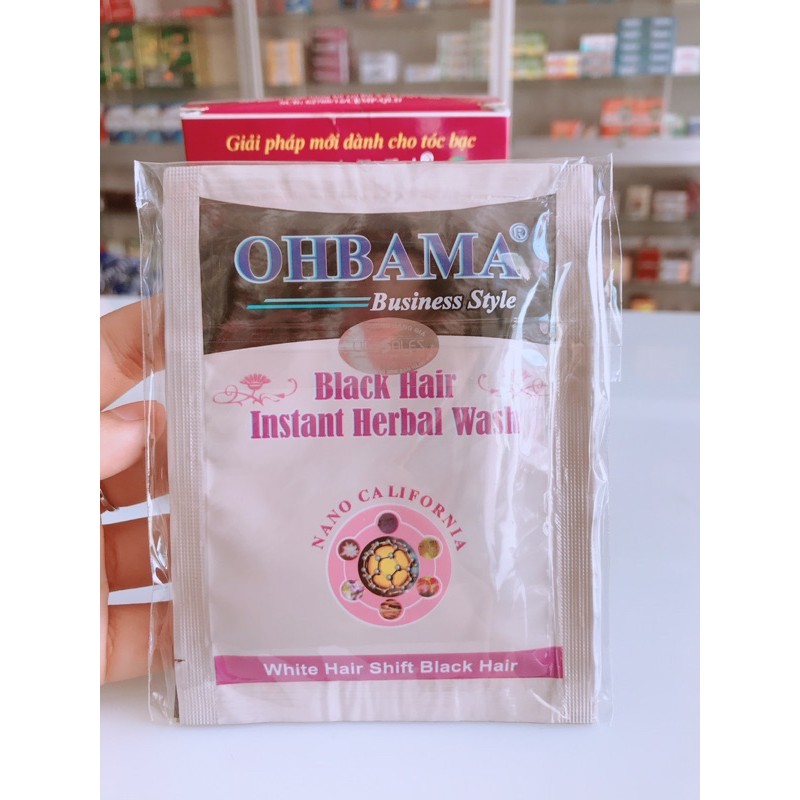 Giải pháp mới dành cho tóc bạc
OHBAMA®
Business Style
Black Hair
Instant Herbal Wash
NANO CALIFORNIA
White Hair Shift Black Hair